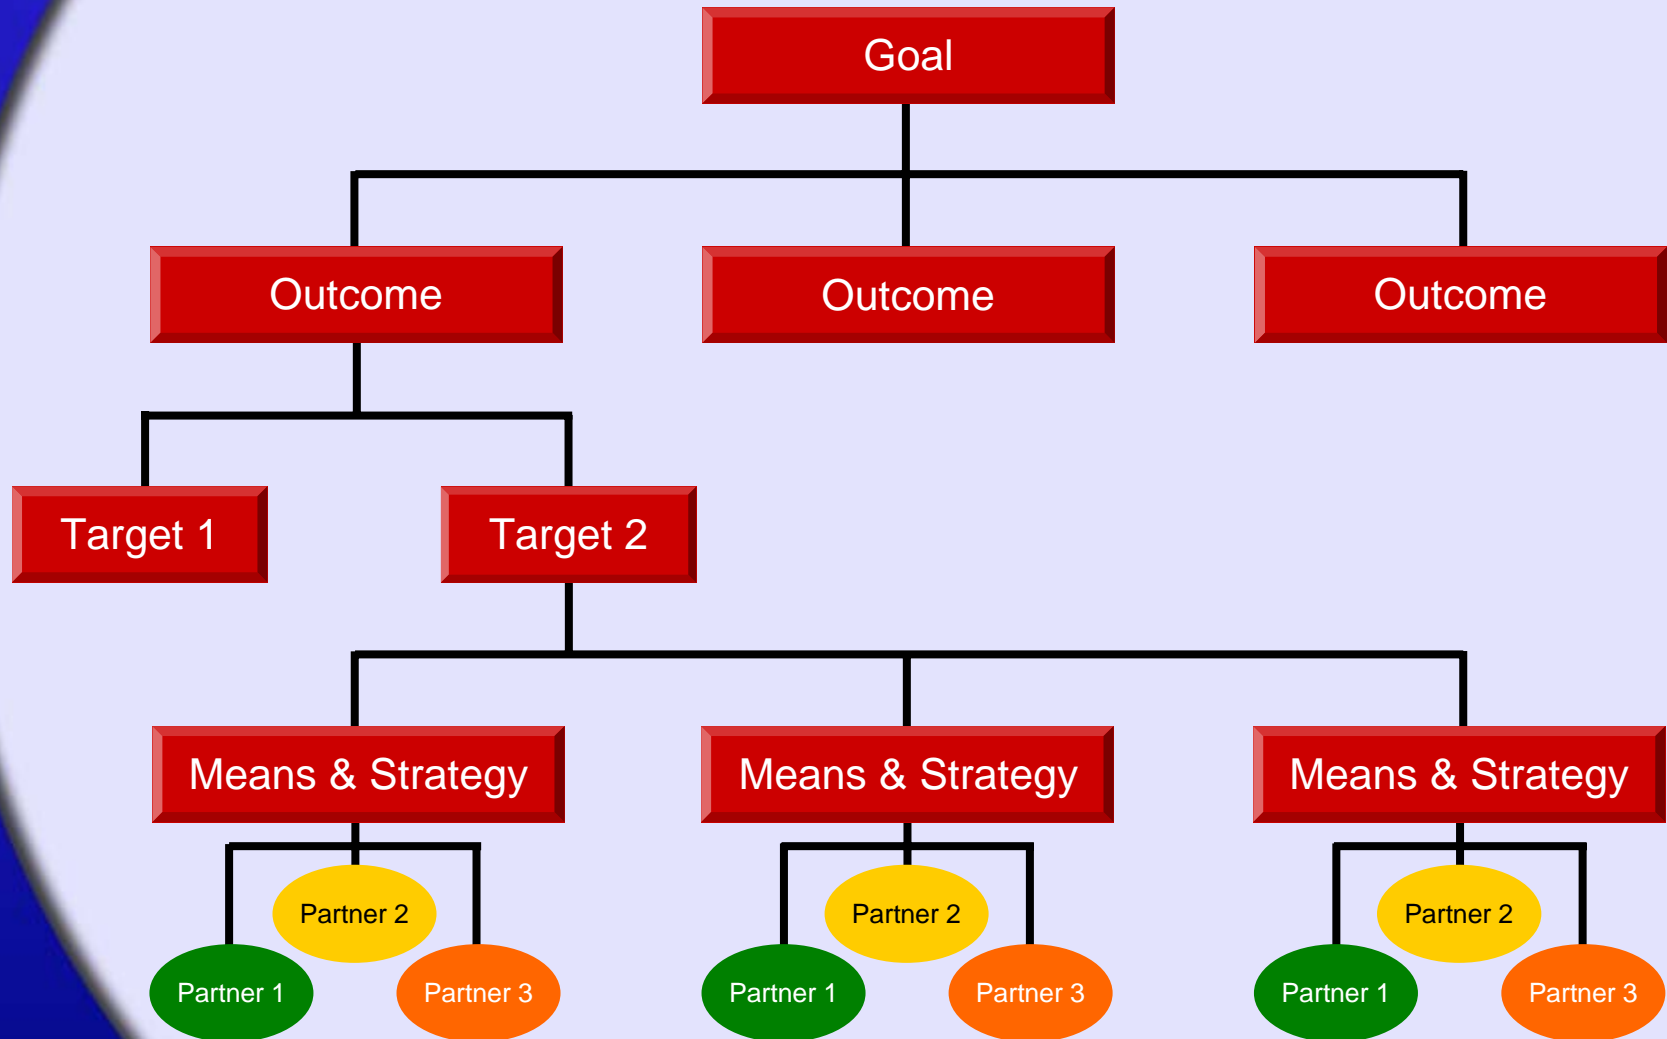 Goal
Outcome
Outcome
Outcome
Target 1
Target 2
Means & Strategy
Means & Strategy
Means & Strategy
Partner 2
Partner 2
Partner 2
Partner 1
Partner 3
Partner 1
Partner 3
Partner 1
Partner 3